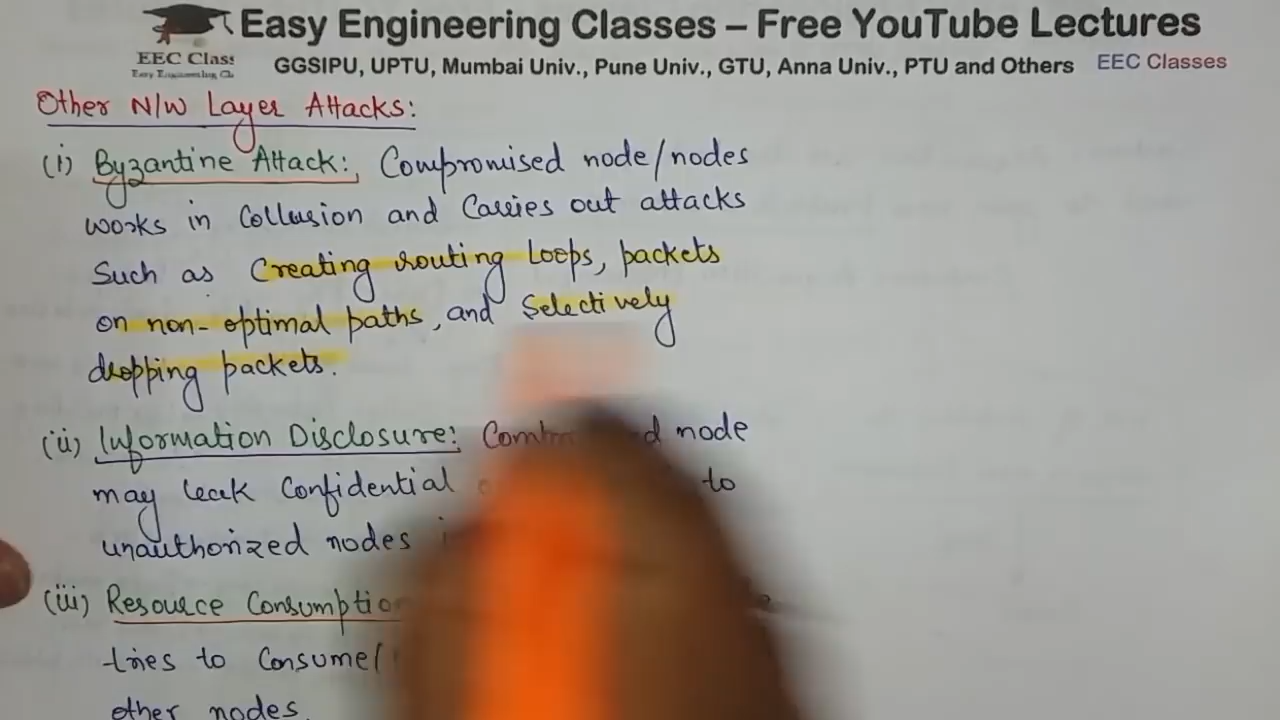 Easy Engineering Classes – Free YouTube Lectures
EEC Class
Easy Engineering Cl
GGSIPU, UPTU, Mumbai Univ., Pune Univ., GTU, Anna Univ., PTU and Others
EEC Classes
Other N/W Layer Attacks:
(i) Byzantine Attack: Compromised node/nodes
works in Collusion and Carries out attacks
Such as Creating routing Loops, packets
on non-optimal paths, and Selectively
dropping packets.
(ii) Information Disclosure: node
may leak Confidential to
unauthorized nodes
(iii) Resource Consumption
tries to Consume/
other nodes.